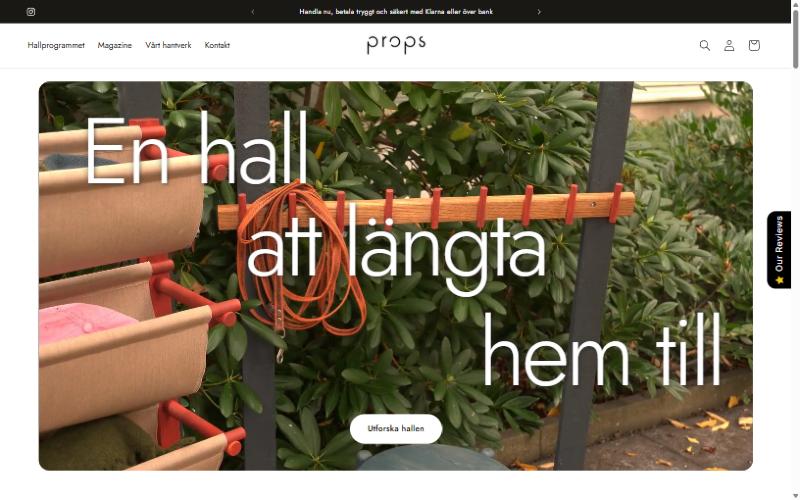 Handla nu, betala tryggt och säkert med Klarna eller över bank
Hallprogrammet Magazine Vårt hantverk Kontakt
props
En hall
att längta
hem till
Utforska hallen
Our Reviews